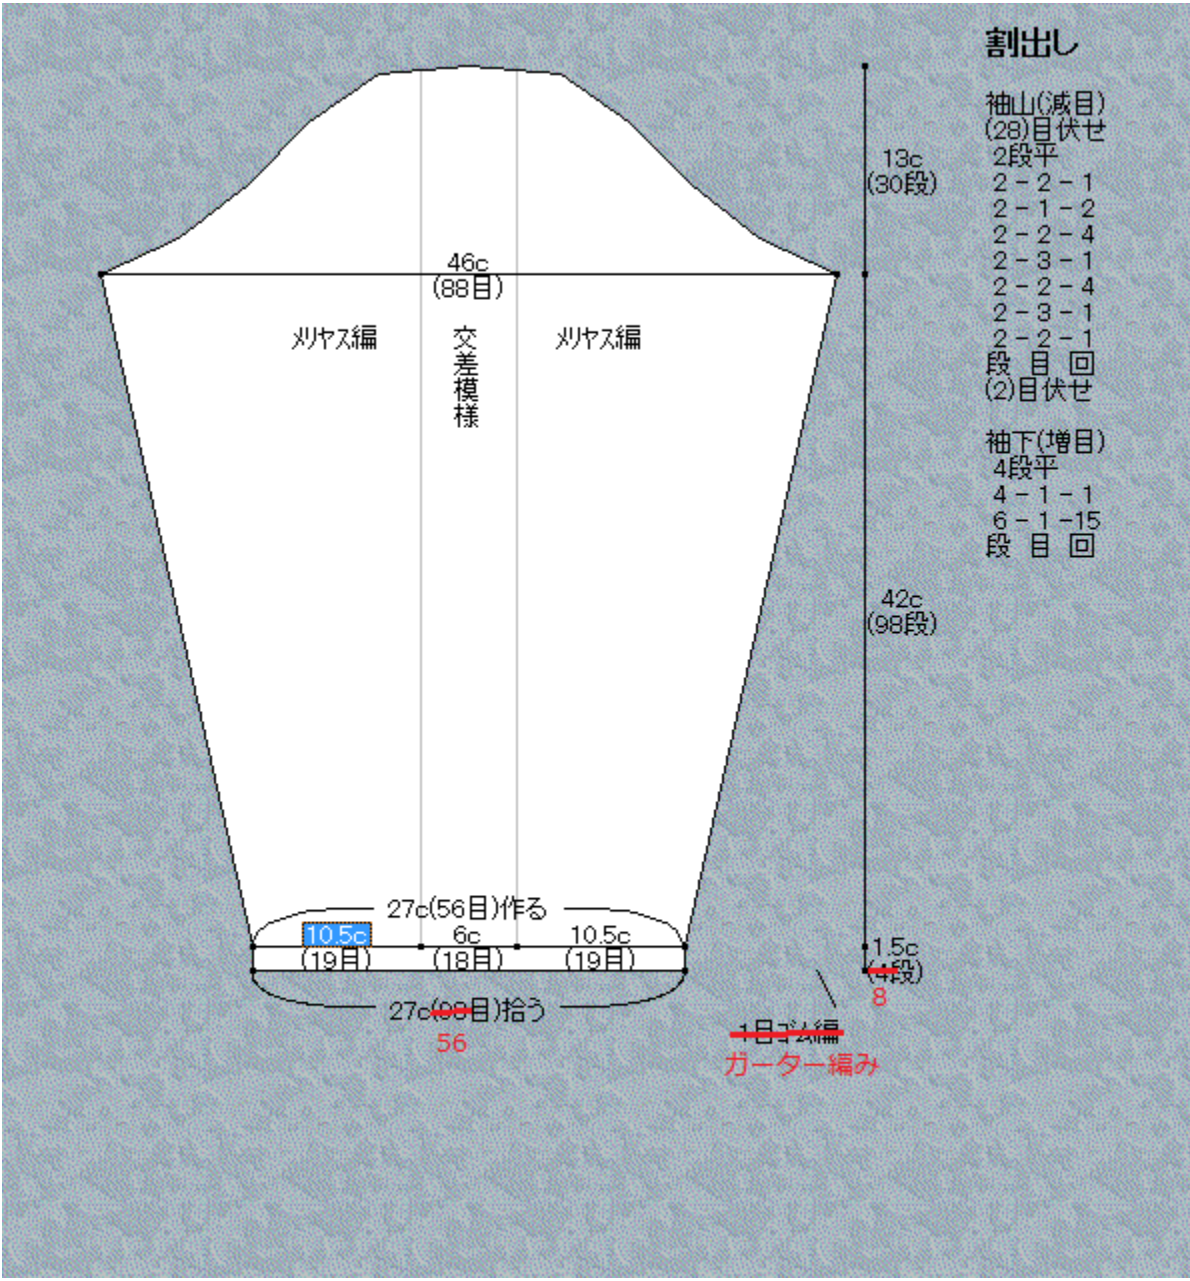 割出し
袖山(減目)
(28)目伏せ
2段平
2-2-1
2-1-2
2-2-4
2-3-1
2-2-4
2-3-1
2-2-1
段 目 回
(2)目伏せ
袖下(増目)
4段平
4-1-1
6-1-15
段 目 回
13c
(30段)
46c
(88目)
メリヤス編
交差模様
メリヤス編
42c
(98段)
27c(56目)作る
10.5c
6c
10.5c
(19目)
(18目)
(19目)
1.5c
(4段)
8
27c(98目)拾う
56
1目ゴム編
ガーター編み